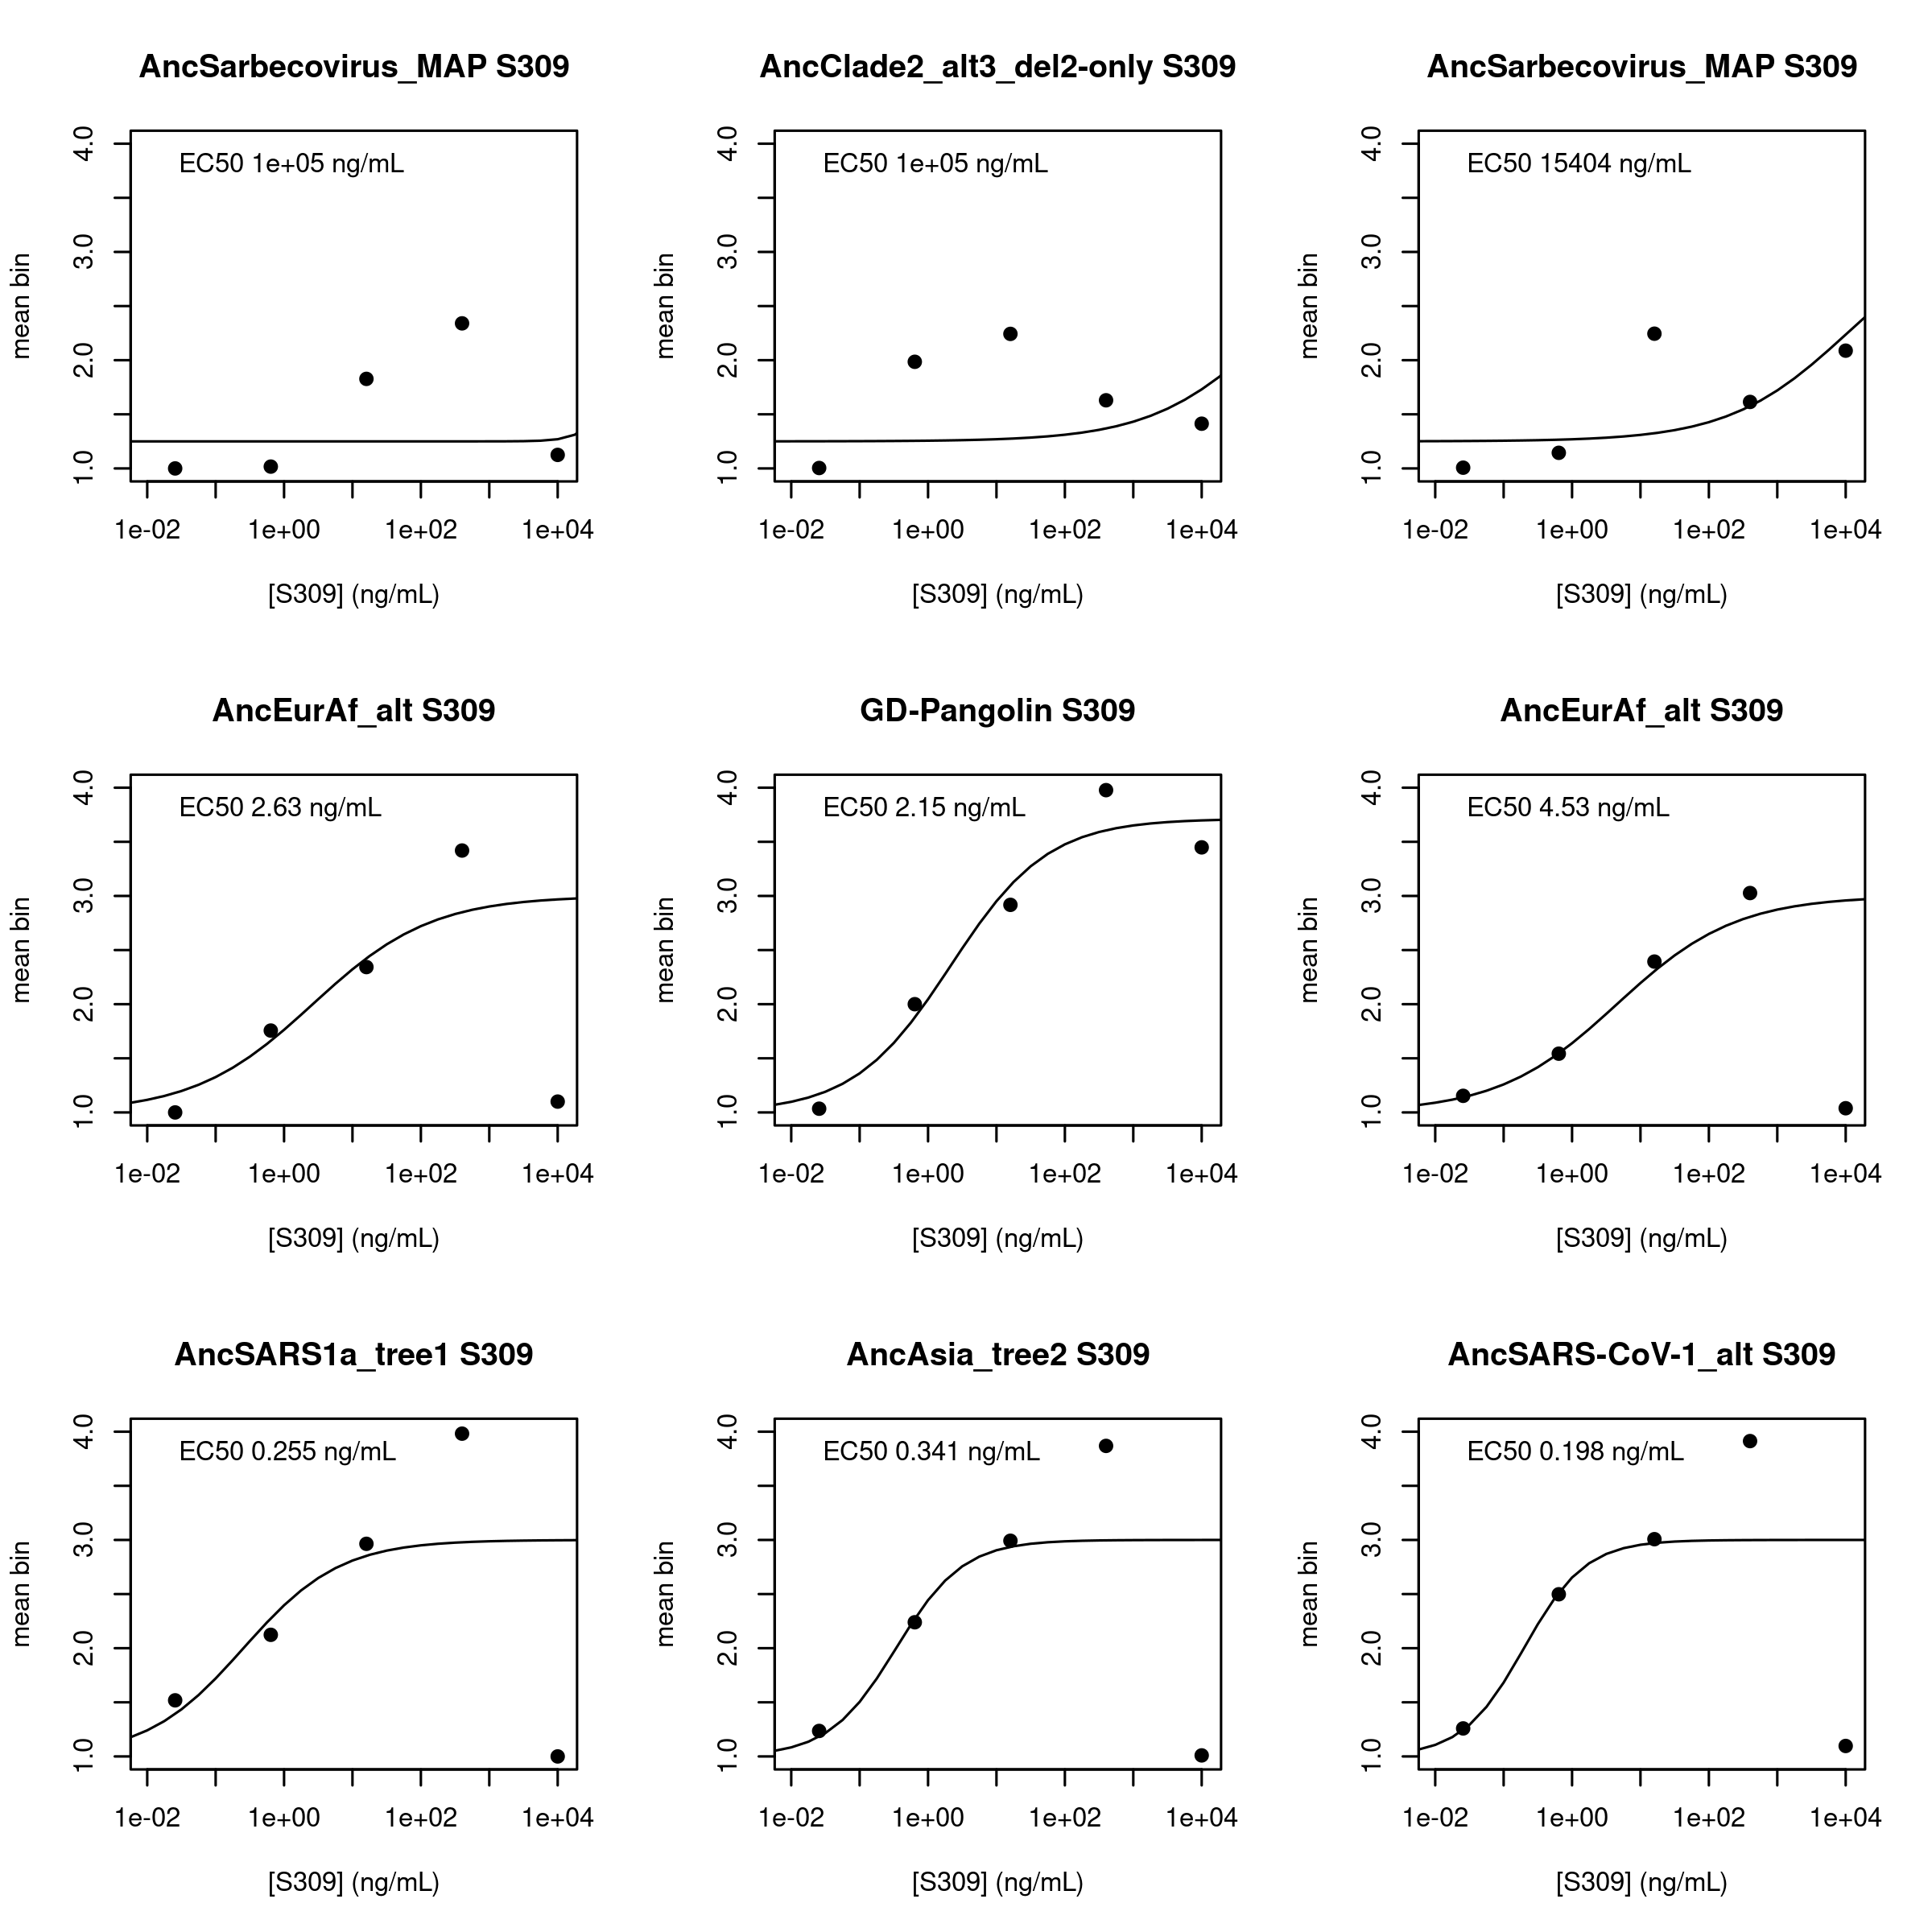 AncSarbecovirus_MAP S309
EC50 1e+05 ng/mL
mean bin
1.0 2.0 3.0 4.0
1e-02 1e+00 1e+02 1e+04
[S309] (ng/mL)
AncClade2_alt3_del2-only S309
EC50 1e+05 ng/mL
mean bin
1.0 2.0 3.0 4.0
1e-02 1e+00 1e+02 1e+04
[S309] (ng/mL)
AncSarbecovirus_MAP S309
EC50 15404 ng/mL
mean bin
1.0 2.0 3.0 4.0
1e-02 1e+00 1e+02 1e+04
[S309] (ng/mL)
AncEurAf_alt S309
EC50 2.63 ng/mL
mean bin
1.0 2.0 3.0 4.0
1e-02 1e+00 1e+02 1e+04
[S309] (ng/mL)
GD-Pangolin S309
EC50 2.15 ng/mL
mean bin
1.0 2.0 3.0 4.0
1e-02 1e+00 1e+02 1e+04
[S309] (ng/mL)
AncEurAf_alt S309
EC50 4.53 ng/mL
mean bin
1.0 2.0 3.0 4.0
1e-02 1e+00 1e+02 1e+04
[S309] (ng/mL)
AncSARS1a_tree1 S309
EC50 0.255 ng/mL
mean bin
1.0 2.0 3.0 4.0
1e-02 1e+00 1e+02 1e+04
[S309] (ng/mL)
AncAsia_tree2 S309
EC50 0.341 ng/mL
mean bin
1.0 2.0 3.0 4.0
1e-02 1e+00 1e+02 1e+04
[S309] (ng/mL)
AncSARS-CoV-1_alt S309
EC50 0.198 ng/mL
mean bin
1.0 2.0 3.0 4.0
1e-02 1e+00 1e+02 1e+04
[S309] (ng/mL)